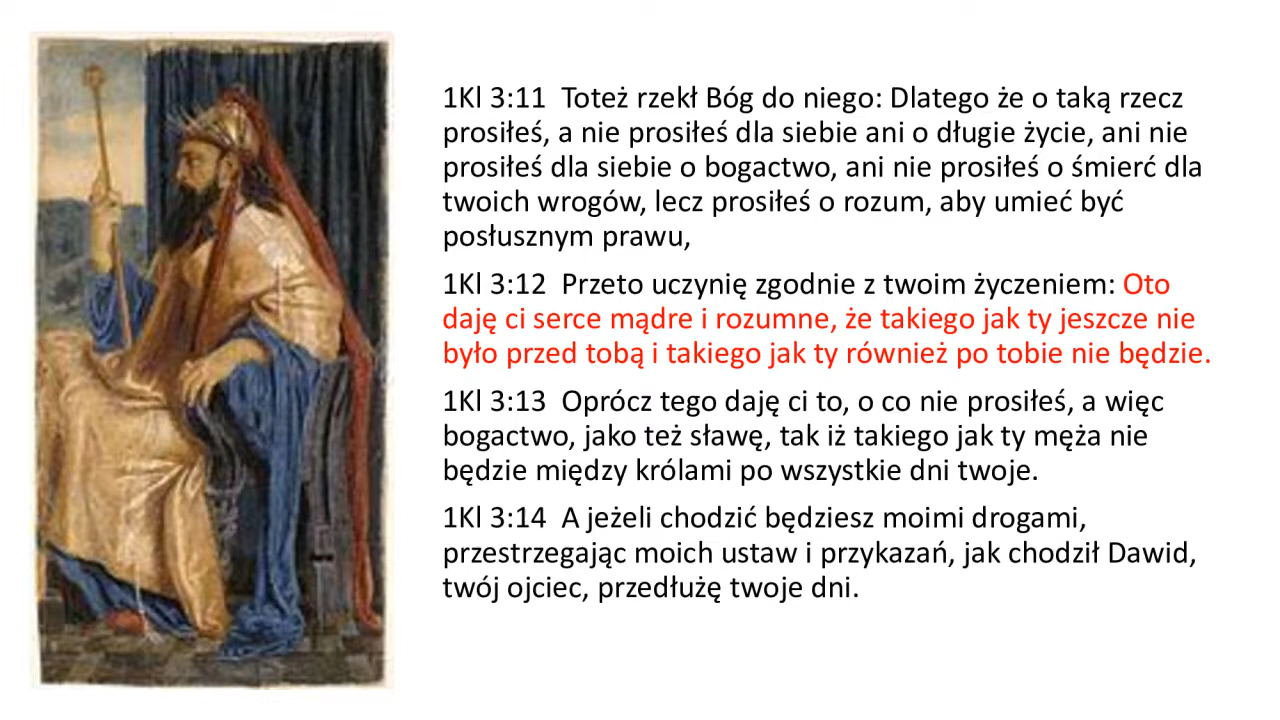 1Kl 3:11  Toteż rzekł Bóg do niego: Dlatego że o taką rzecz
prosiłeś, a nie prosiłeś dla siebie ani o długie życie, ani nie
prosiłeś dla siebie o bogactwo, ani nie prosiłeś o śmierć dla
twoich wrogów, lecz prosiłeś o rozum, aby umieć być
posłusznym prawu,
1Kl 3:12  Przeto uczynię zgodnie z twoim życzeniem: Oto
daję ci serce mądre i rozumne, że takiego jak ty jeszcze nie
było przed tobą i takiego jak ty również po tobie nie będzie.
1Kl 3:13  Oprócz tego daję ci to, o co nie prosiłeś, a więc
bogactwo, jako też sławę, tak iż takiego jak ty męża nie
będzie między królami po wszystkie dni twoje.
1Kl 3:14  A jeżeli chodzić będziesz moimi drogami,
przestrzegając moich ustaw i przykazań, jak chodził Dawid,
twój ojciec, przedłużę twoje dni.